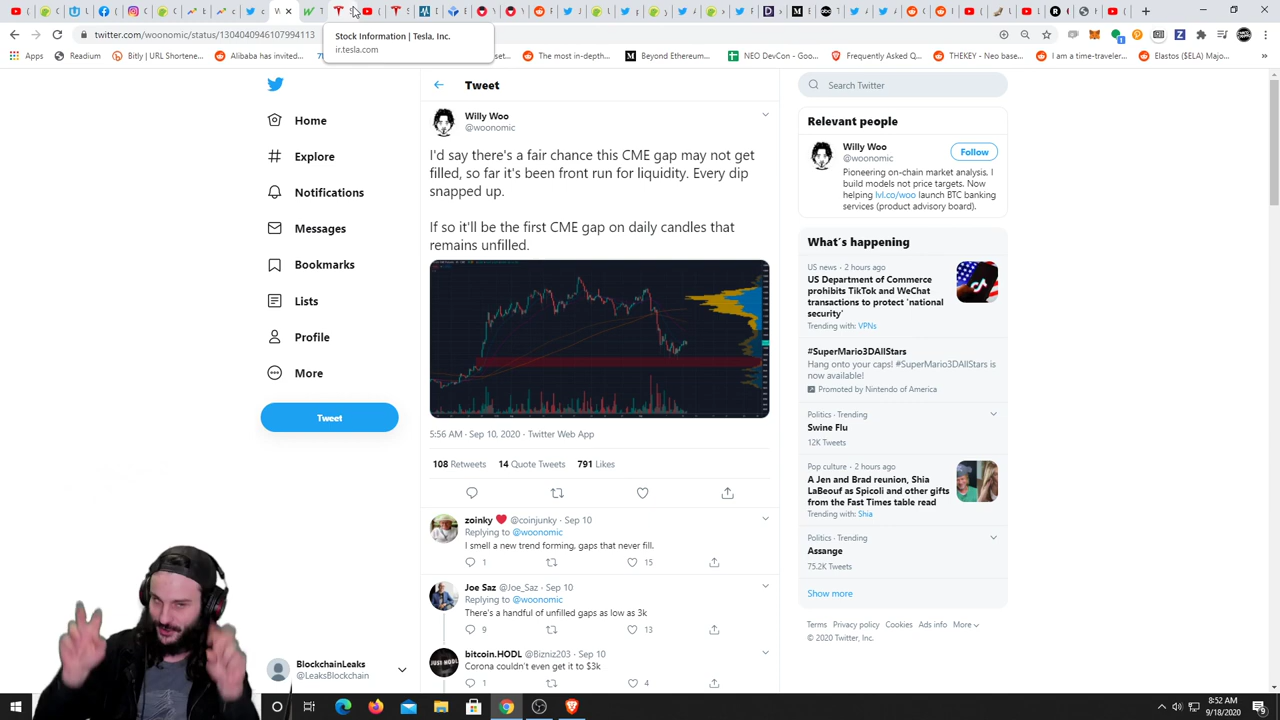 W
Stock Information | Tesla, Inc.
ir.tesla.com
twitter.com/woonomic/status/1304040946107994113
Apps
Readium
Bitly | URL Shortene...
Alibaba has invited...
The most in-depth...
Beyond Ethereum...
NEO DevCon - Goo...
Frequently Asked Q...
THEKEY - Neo base...
I am a time-traveler...
Elastos ($ELA) Majo...
»
Tweet
Search Twitter
Home
Explore
Notifications
Messages
Bookmarks
Lists
Profile
More
Tweet
BlockchainLeaks
@LeaksBlockchain
Willy Woo
@woonomic
I'd say there's a fair chance this CME gap may not get
filled, so far it's been front run for liquidity. Every dip
snapped up.
If so it'll be the first CME gap on daily candles that
remains unfilled.
5:56 AM · Sep 10, 2020 · Twitter Web App
108 Retweets 14 Quote Tweets 791 Likes
zoinky ❤️ @coinjunky · Sep 10
Replying to @woonomic
I smell a new trend forming, gaps that never fill.
1 15
Joe Saz @Joe_Saz · Sep 10
Replying to @woonomic
There's a handful of unfilled gaps as low as 3k
9 13
JUST HODL
bitcoin.HODL @Bizniz203 · Sep 10
Corona couldn't even get it to $3k
1 4
Relevant people
Willy Woo
@woonomic
Follow
Pioneering on-chain market analysis. I
build models not price targets. Now
helping lvl.co/woo launch BTC banking
services (product advisory board).
What's happening
US news · 2 hours ago
US Department of Commerce
prohibits TikTok and WeChat
transactions to protect 'national
security'
Trending with: VPNs
#SuperMario3DAllStars
Hang onto your caps! #SuperMario3DAllStars is
now available!
Promoted by Nintendo of America
Politics · Trending
Swine Flu
12K Tweets
Pop culture · 2 hours ago
A Jen and Brad reunion, Shia
LaBeouf as Spicoli and other gifts
from the Fast Times table read
Trending with: Shia
Politics · Trending
Assange
75.2K Tweets
Show more
Terms Privacy policy Cookies Ads info More
© 2020 Twitter, Inc.
8:52 AM
9/18/2020